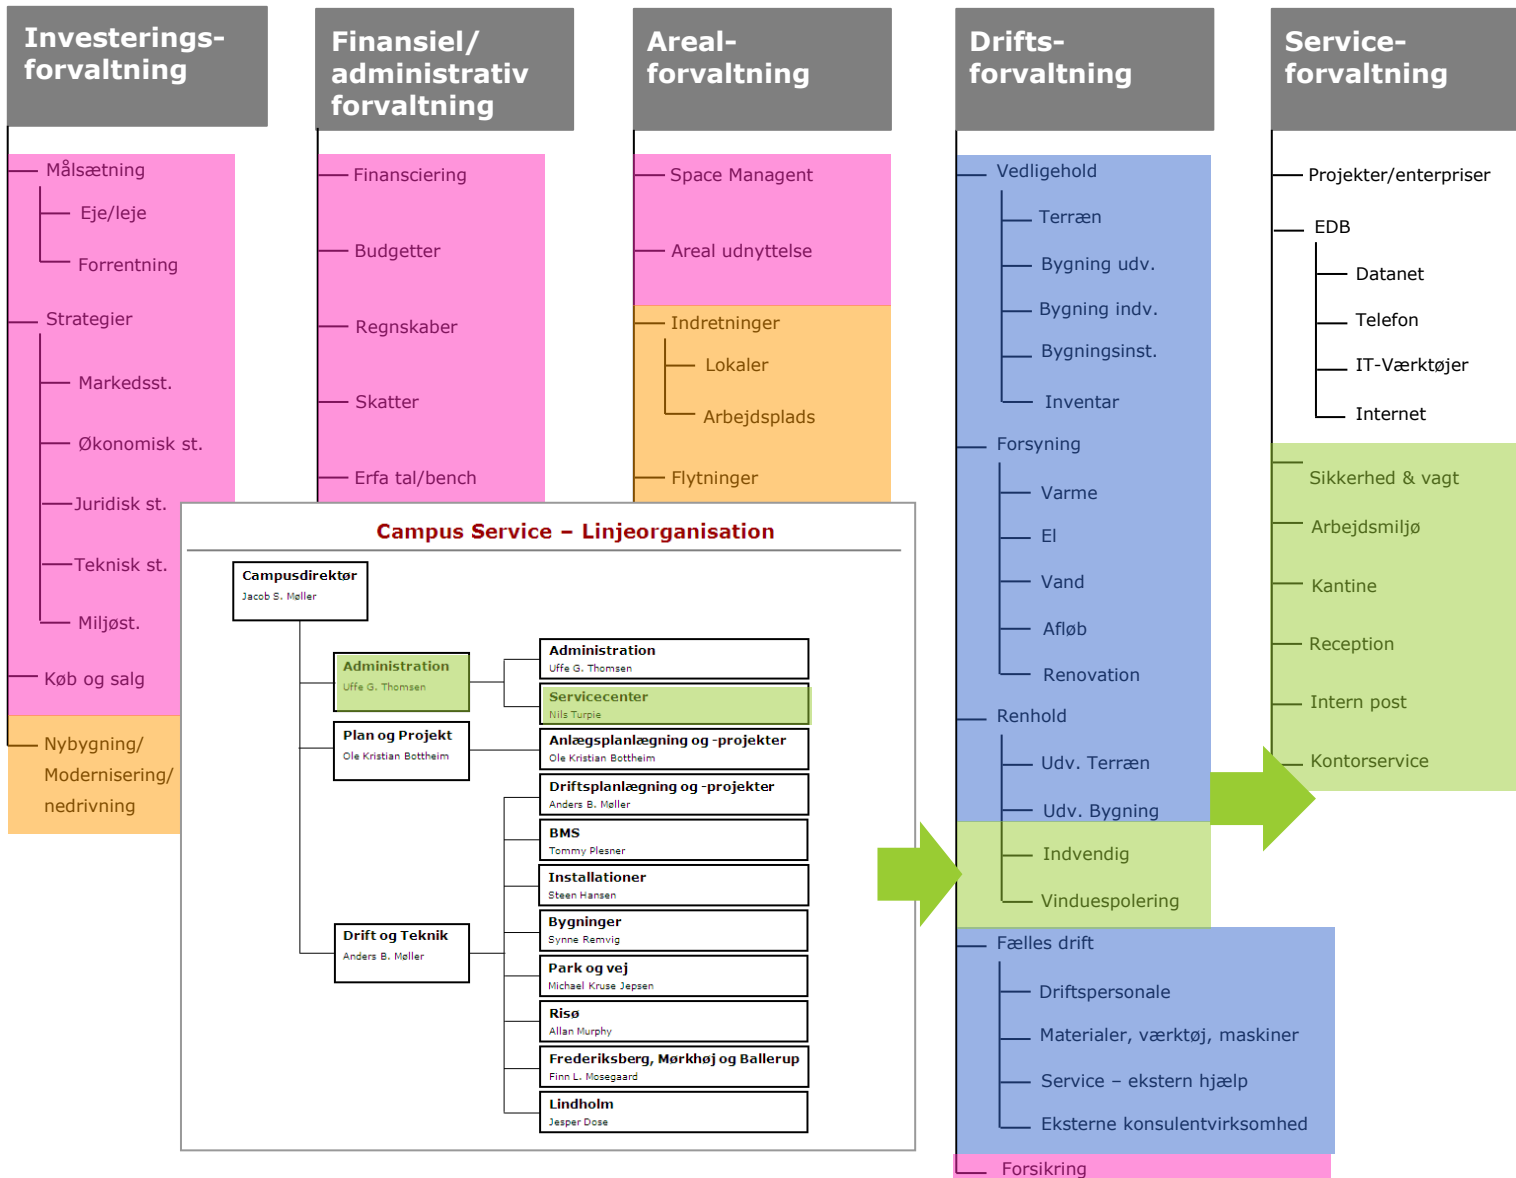 Investerings-
forvaltning
Målsætning
Eje/leje
Forrentning
Strategier
Markedsst.
Økonomisk st.
Juridisk st.
Teknisk st.
Miljøst.
Køb og salg
Nybygning/
Modernisering/
nedrivning
Finansiel/
administrativ
forvaltning
Finansciering
Budgetter
Regnskaber
Skatter
Erfa tal/bench
Areal-
forvaltning
Space Managent
Areal udnyttelse
Indretninger
Lokaler
Arbejdsplads
Flytninger
Campus Service – Linjeorganisation
Campusdirektør
Jacob S. Møller
Administration
Uffe G. Thomsen
Plan og Projekt
Ole Kristian Bottheim
Drift og Teknik
Anders B. Møller
Administration
Uffe G. Thomsen
Servicecenter
Nils Turpie
Anlægsplanlægning og -projekter
Ole Kristian Bottheim
Driftsplanlægning og -projekter
Anders B. Møller
BMS
Tommy Plesner
Installationer
Steen Hansen
Bygninger
Synne Remvig
Park og vej
Michael Kruse Jepsen
Risø
Allan Murphy
Frederiksberg, Mørkhøj og Ballerup
Finn L. Mosegaard
Lindholm
Jesper Dose
Drifts-
forvaltning
Vedligehold
Terræn
Bygning udv.
Bygning indv.
Bygningsinst.
Inventar
Forsyning
Varme
El
Vand
Afløb
Renovation
Renhold
Udv. Terræn
Udv. Bygning
Indvendig
Vinduespolering
Fælles drift
Driftspersonale
Materialer, værktøj, maskiner
Service – ekstern hjælp
Eksterne konsulentvirksomhed
Forsikring
Service-
forvaltning
Projekter/enterpriser
EDB
Datanet
Telefon
IT-Værktøjer
Internet
Sikkerhed & vagt
Arbejdsmiljø
Kantine
Reception
Intern post
Kontorservice